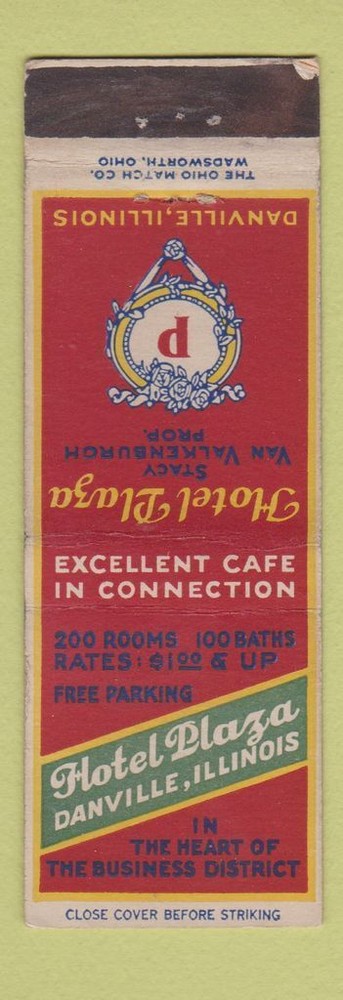 THE OHIO MATCH CO.
WADSWORTH, OHIO
Hotel Plaza
STACY
VAN VALKENBURGH
PROP.
P
DANVILLE, ILLINOIS
EXCELLENT CAFE
IN CONNECTION
200 ROOMS 100 BATHS
RATES: $1.00 & UP
FREE PARKING
Hotel Plaza
DANVILLE, ILLINOIS
IN
THE HEART OF
THE BUSINESS DISTRICT
CLOSE COVER BEFORE STRIKING